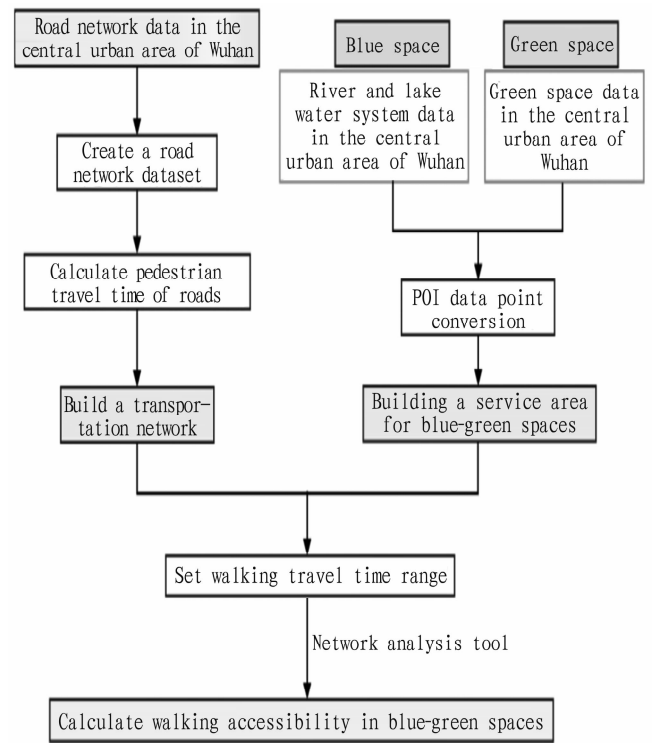 Road network data in the
central urban area of Wuhan
Create a road
network dataset
Calculate pedestrian
travel time of roads
Build a transpor-
tation network
Blue space
River and lake
water system data
in the central
urban area of Wuhan
Green space
Green space data
in the central
urban area of
Wuhan
POI data point
conversion
Building a service area
for blue-green spaces
Set walking travel time range
Network analysis tool
Calculate walking accessibility in blue-green spaces